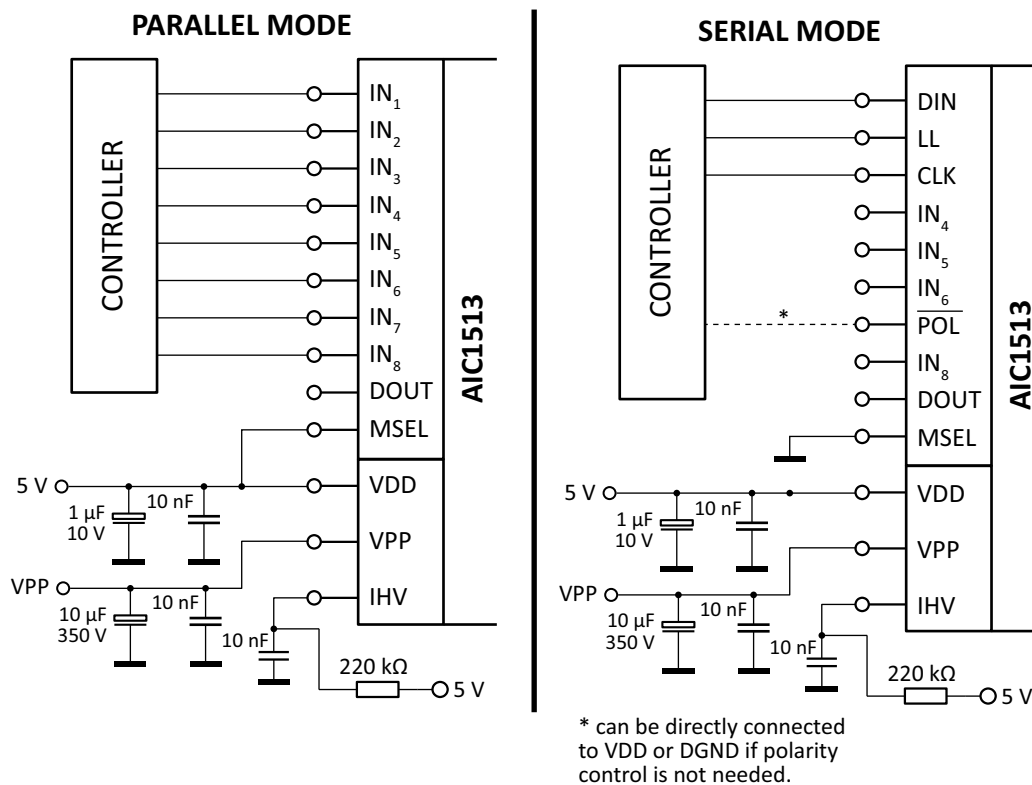 PARALLEL MODE
CONTROLLER
IN1
IN2
IN3
IN4
IN5
IN6
IN7
IN8
DOUT
MSEL
AIC1513
VDD
VPP
IHV
5 V
1 µF
10 V
10 nF
VPP
10 µF
350 V
10 nF
10 nF
220 kΩ
5 V
SERIAL MODE
CONTROLLER
DIN
LL
CLK
IN4
IN5
IN6
*
POL
IN8
DOUT
MSEL
AIC1513
VDD
VPP
IHV
5 V
1 µF
10 V
10 nF
VPP
10 µF
350 V
10 nF
10 nF
220 kΩ
5 V
* can be directly connected
to VDD or DGND if polarity
control is not needed.